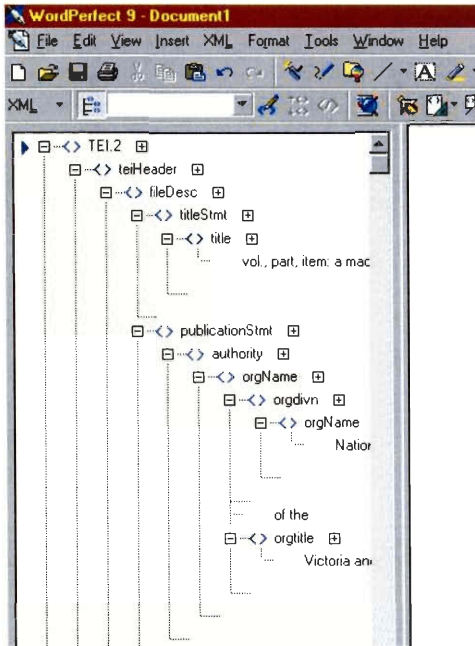 WordPerfect 9 - Document1
File Edit View Insert XML Format Tools Window Help
XML
TEI.2
teiHeader
fileDesc
titleStmt
title
vol., part, item: a mac
publicationStmt
authority
orgName
orgdivn
orgName
Nation
of the
orgtitle
Victoria an